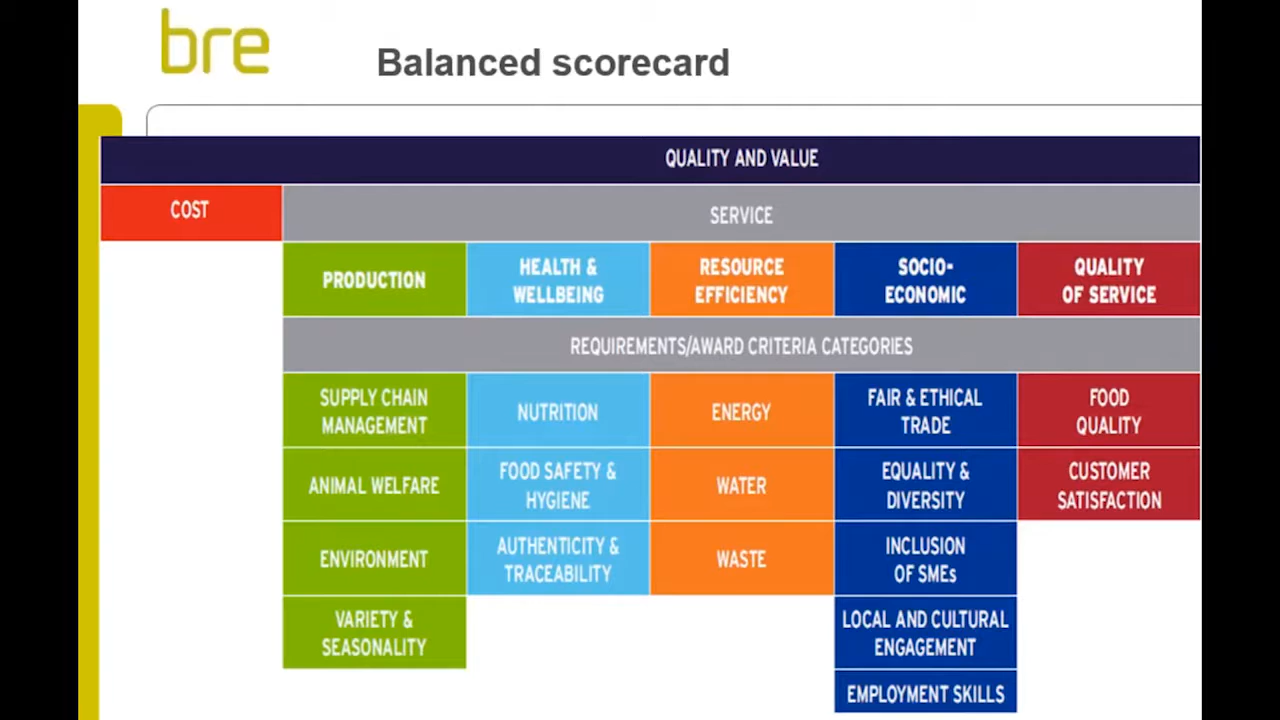 bre
Balanced scorecard
QUALITY AND VALUE
COST
SERVICE
PRODUCTION
HEALTH &
WELLBEING
RESOURCE
EFFICIENCY
SOCIO-
ECONOMIC
QUALITY
OF SERVICE
REQUIREMENTS/AWARD CRITERIA CATEGORIES
SUPPLY CHAIN
MANAGEMENT
NUTRITION
ENERGY
FAIR & ETHICAL
TRADE
FOOD
QUALITY
ANIMAL WELFARE
FOOD SAFETY &
HYGIENE
WATER
EQUALITY &
DIVERSITY
CUSTOMER
SATISFACTION
ENVIRONMENT
AUTHENTICITY &
TRACEABILITY
WASTE
INCLUSION
OF SMEs
VARIETY &
SEASONALITY
LOCAL AND CULTURAL
ENGAGEMENT
EMPLOYMENT SKILLS